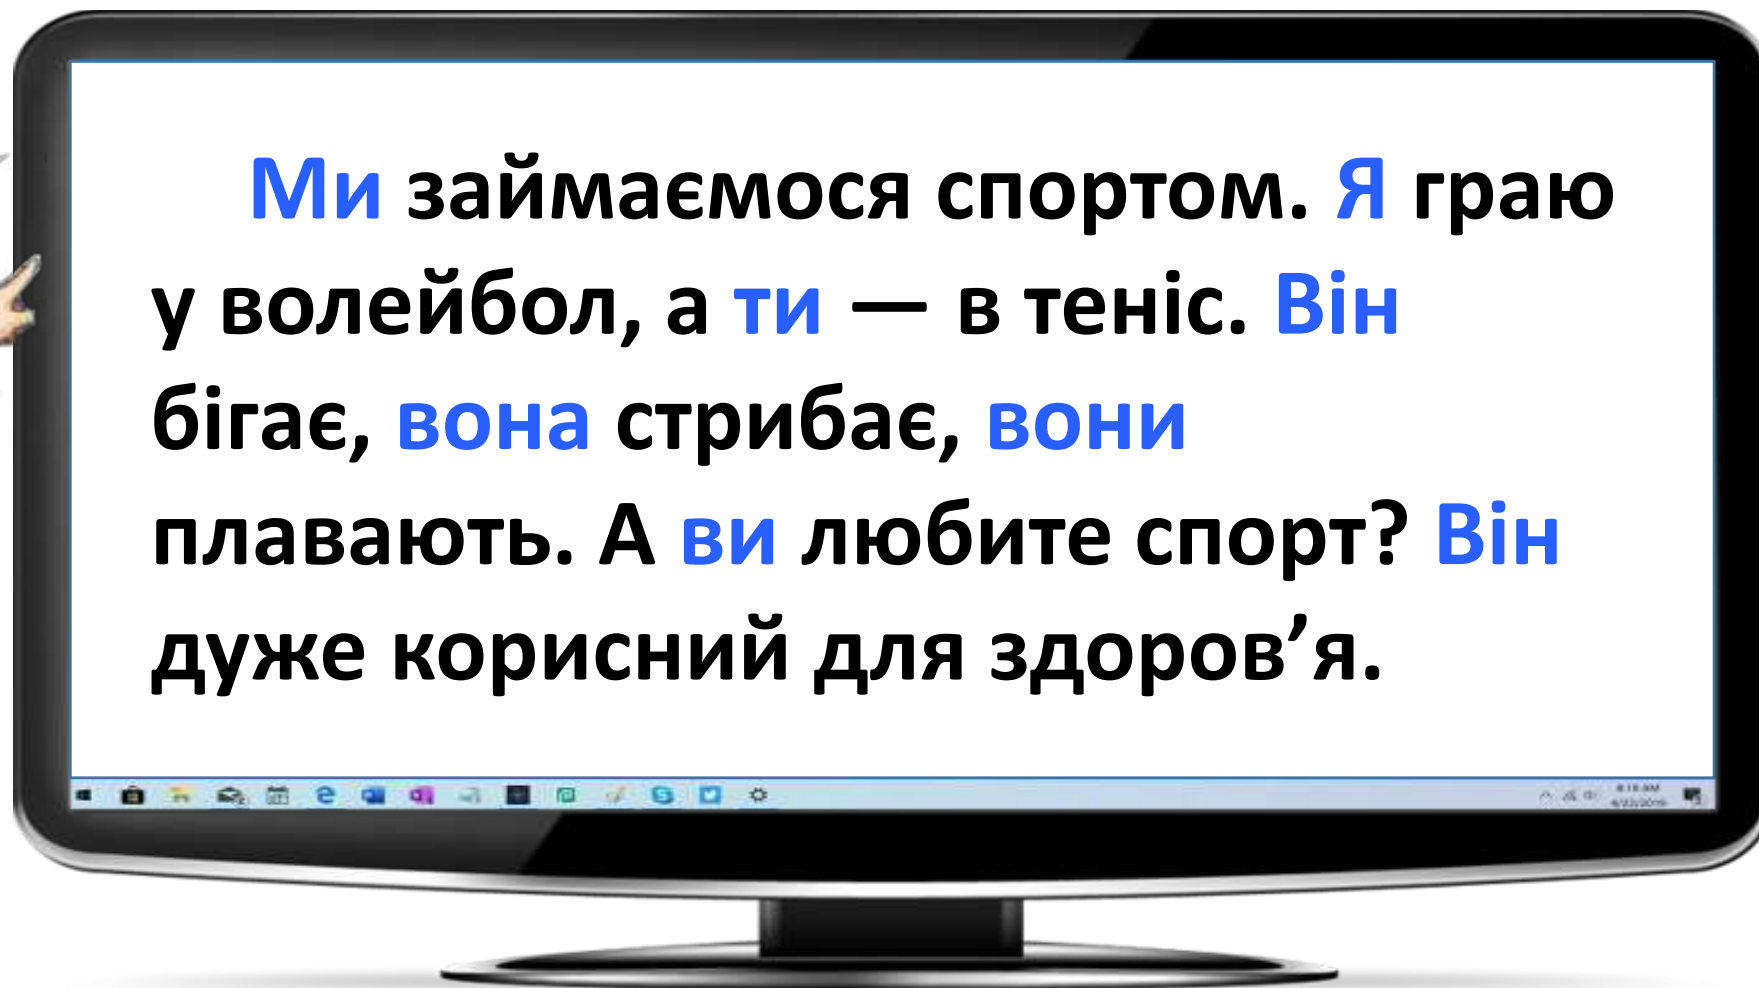 Ми займаємося спортом. Я граю
у волейбол, а ти — в теніс. Він
бігає, вона стрибає, вони
плавають. А ви любите спорт? Він
дуже корисний для здоров’я.